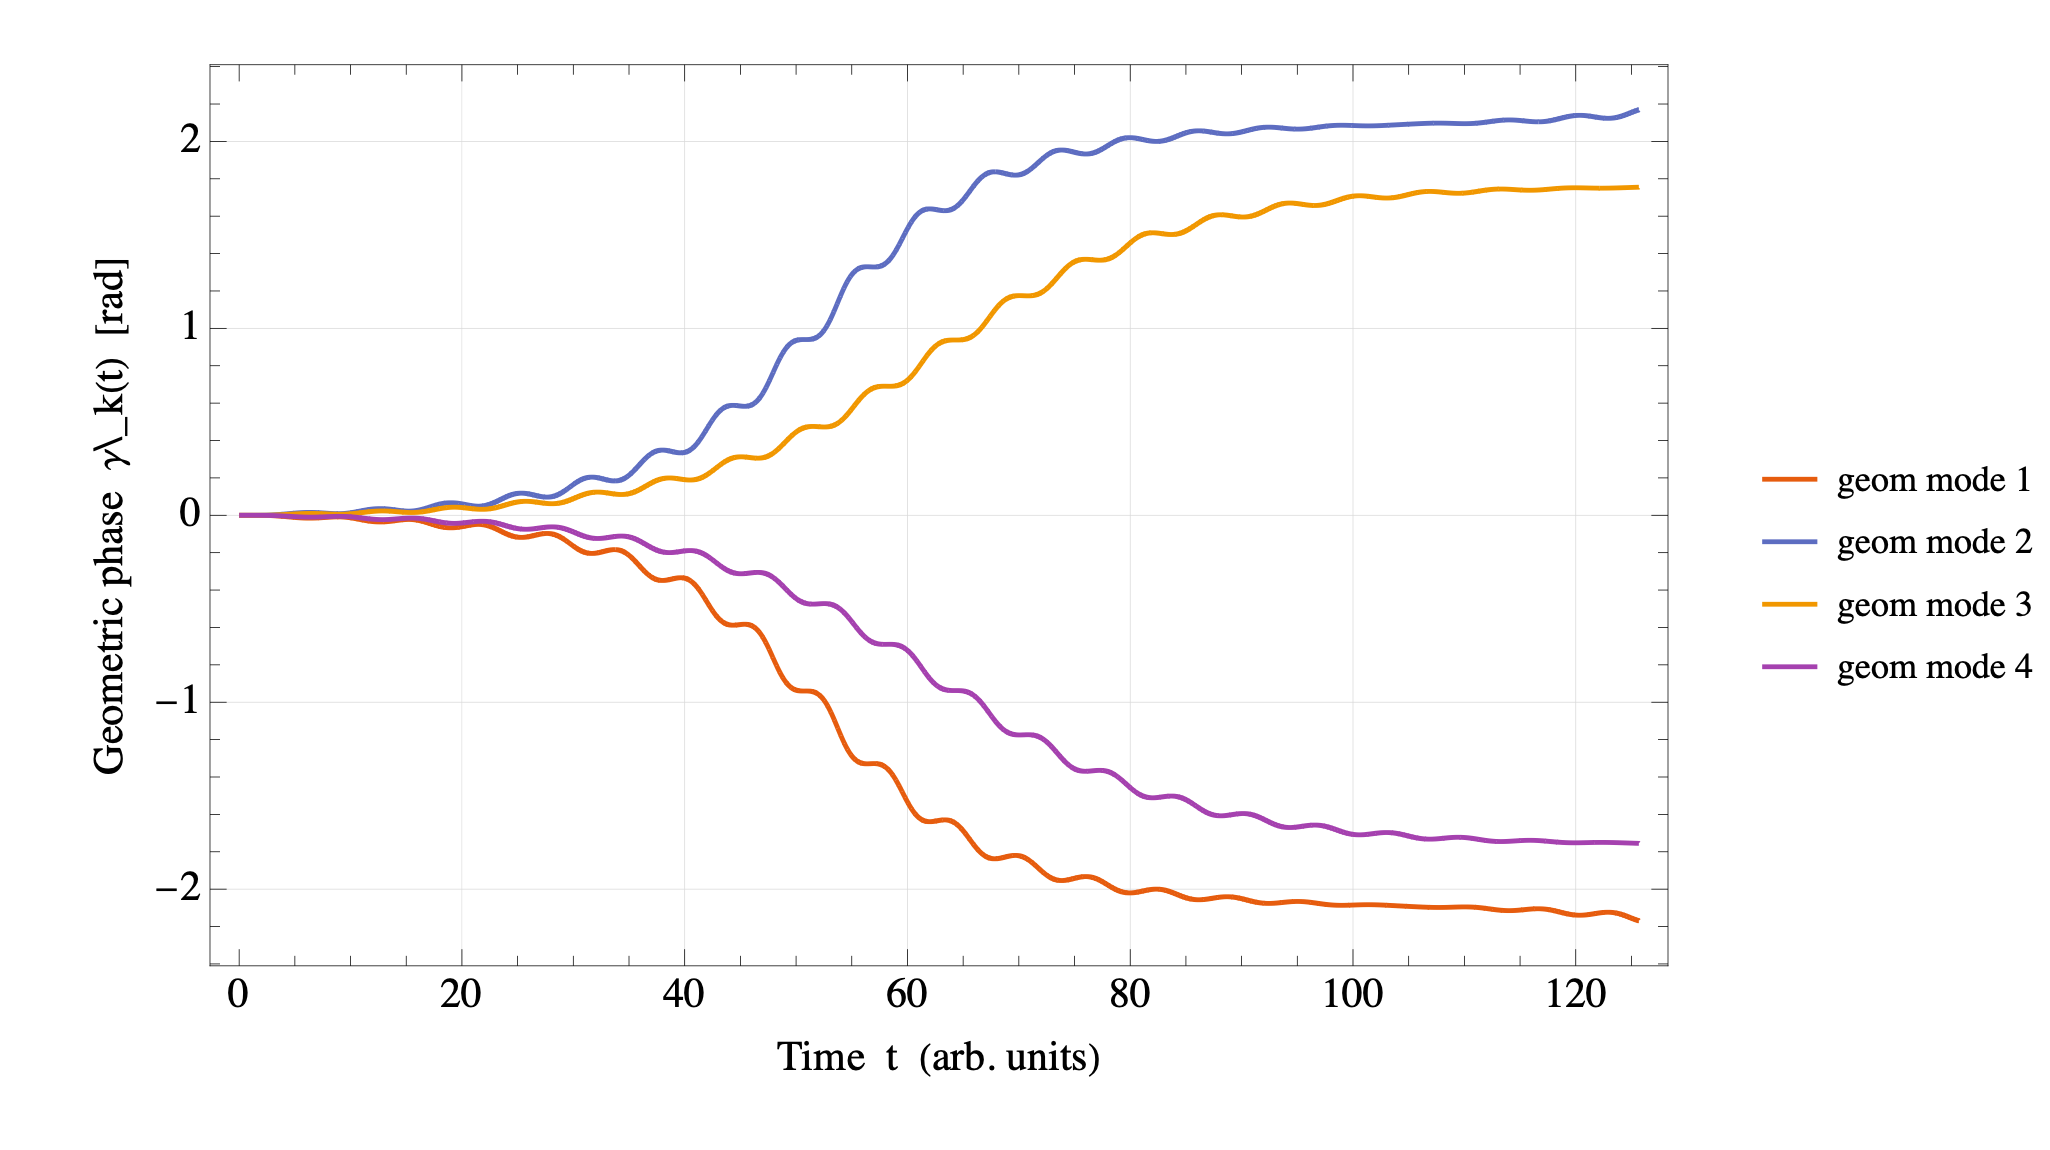 2
1
0
−1
−2
Geometric phase γ\_k(t) [rad]
0 20 40 60 80 100 120
Time t (arb. units)
geom mode 1
geom mode 2
geom mode 3
geom mode 4